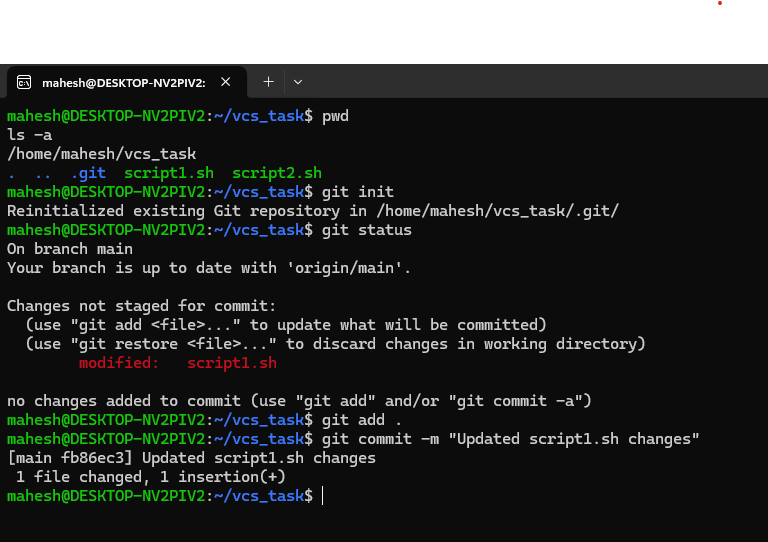 mahesh@DESKTOP-NV2PIV2:
mahesh@DESKTOP-NV2PIV2:~/vcs_task$ pwd
ls -a
/home/mahesh/vcs_task
.  ..  .git  script1.sh  script2.sh
mahesh@DESKTOP-NV2PIV2:~/vcs_task$ git init
Reinitialized existing Git repository in /home/mahesh/vcs_task/.git/
mahesh@DESKTOP-NV2PIV2:~/vcs_task$ git status
On branch main
Your branch is up to date with 'origin/main'.
Changes not staged for commit:
  (use "git add <file>..." to update what will be committed)
  (use "git restore <file>..." to discard changes in working directory)
        modified:   script1.sh
no changes added to commit (use "git add" and/or "git commit -a")
mahesh@DESKTOP-NV2PIV2:~/vcs_task$ git add .
mahesh@DESKTOP-NV2PIV2:~/vcs_task$ git commit -m "Updated script1.sh changes"
[main fb86ec3] Updated script1.sh changes
 1 file changed, 1 insertion(+)
mahesh@DESKTOP-NV2PIV2:~/vcs_task$